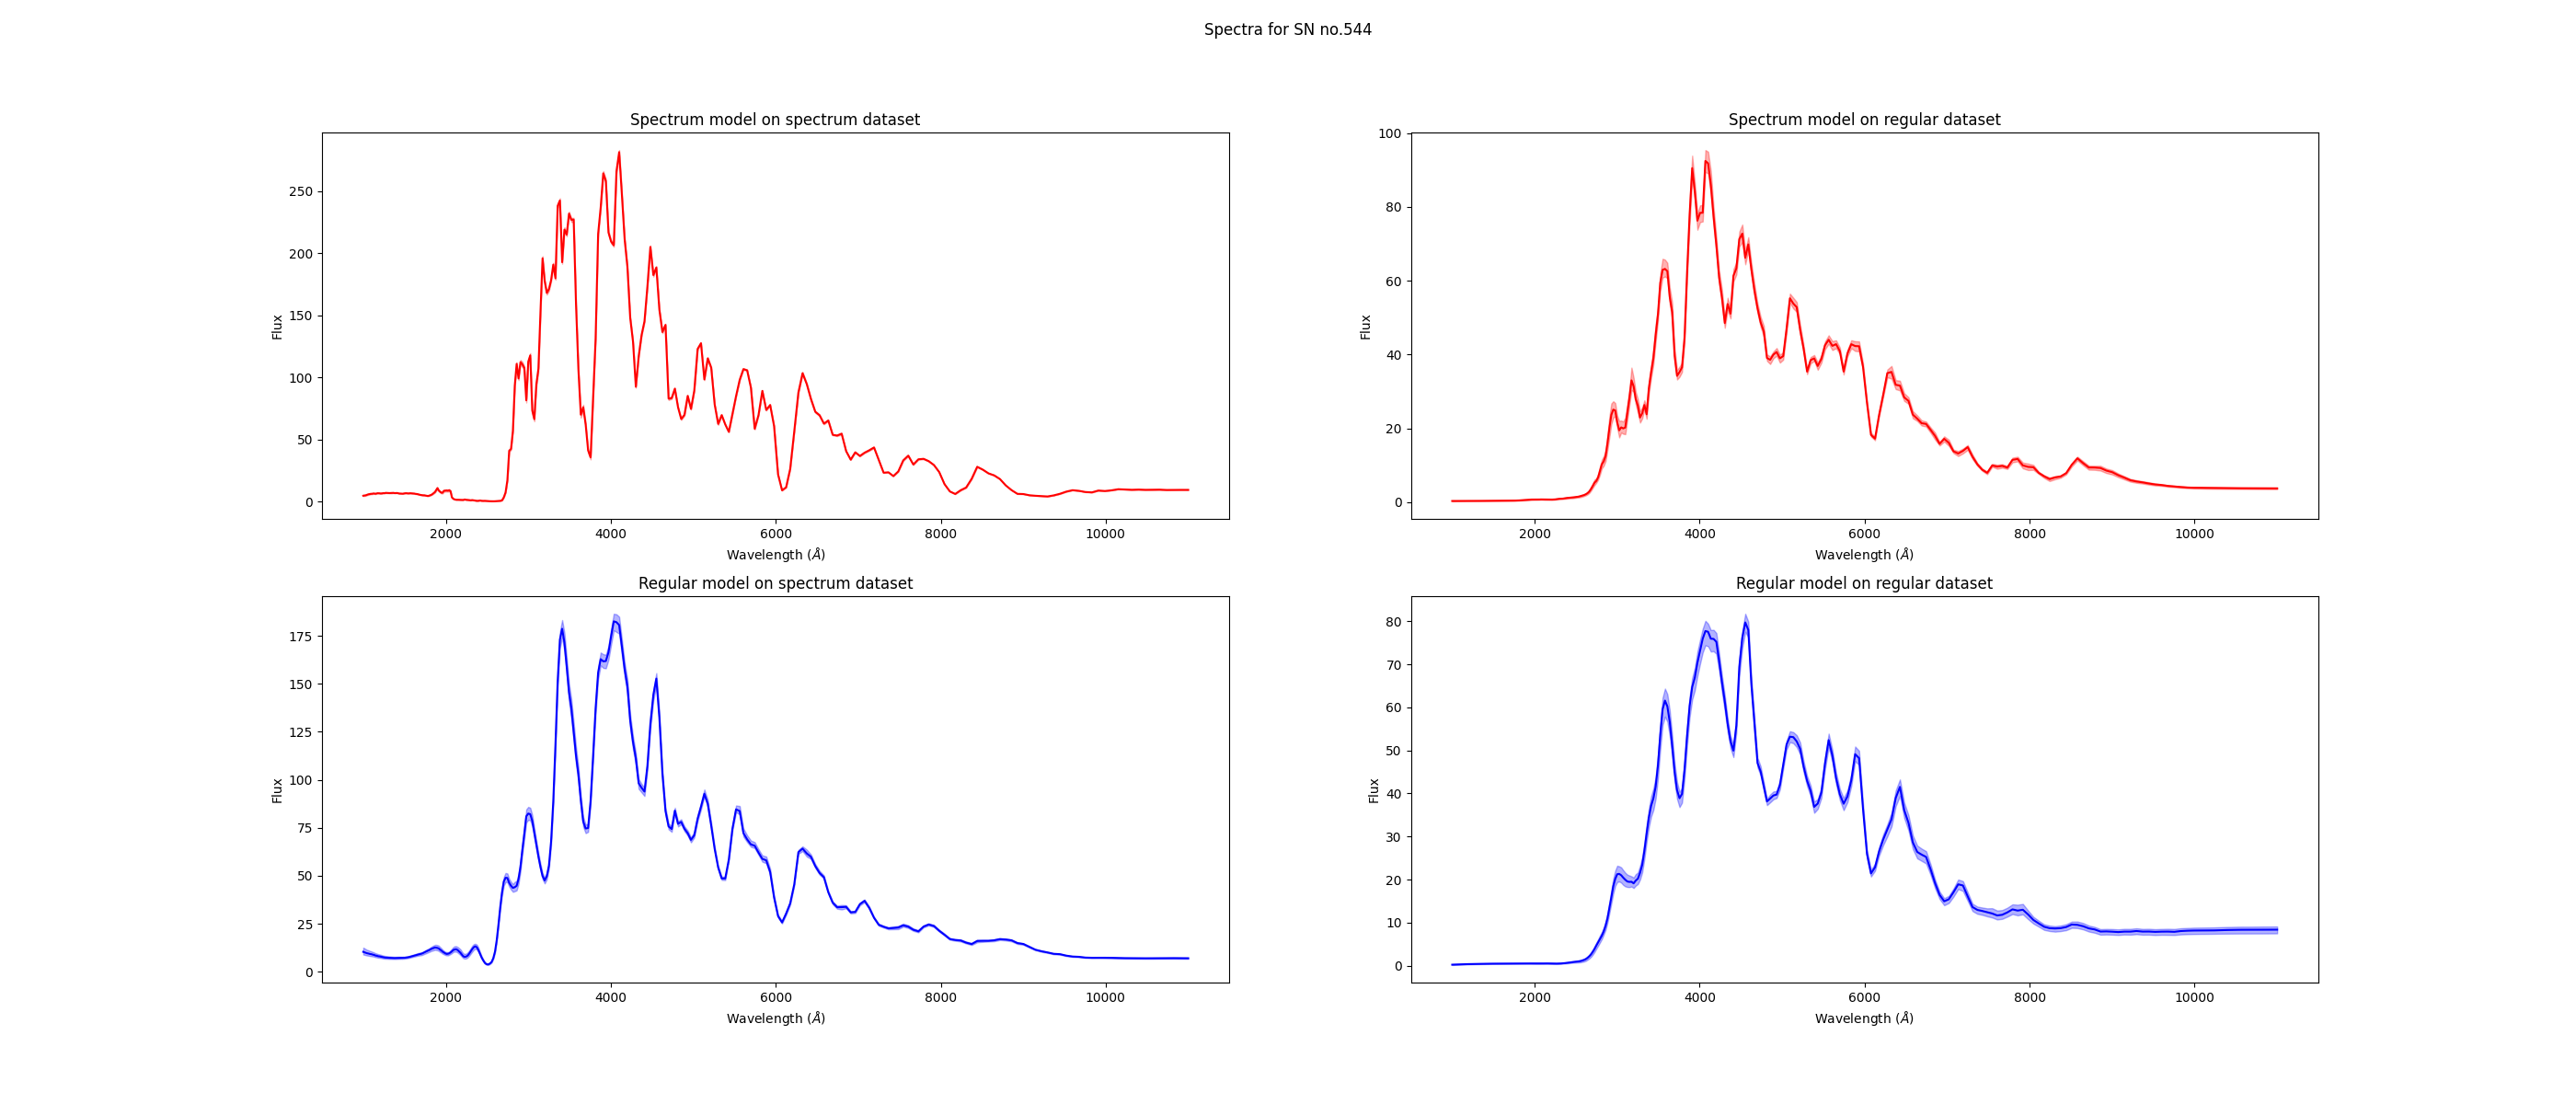 Spectra for SN no.544
Spectrum model on spectrum dataset
Flux
250
200
150
100
50
0
2000 4000 6000 8000 10000
Wavelength (Å)
Spectrum model on regular dataset
Flux
100
80
60
40
20
0
2000 4000 6000 8000 10000
Wavelength (Å)
Regular model on spectrum dataset
Flux
175
150
125
100
75
50
25
0
2000 4000 6000 8000 10000
Wavelength (Å)
Regular model on regular dataset
Flux
80
70
60
50
40
30
20
10
0
2000 4000 6000 8000 10000
Wavelength (Å)